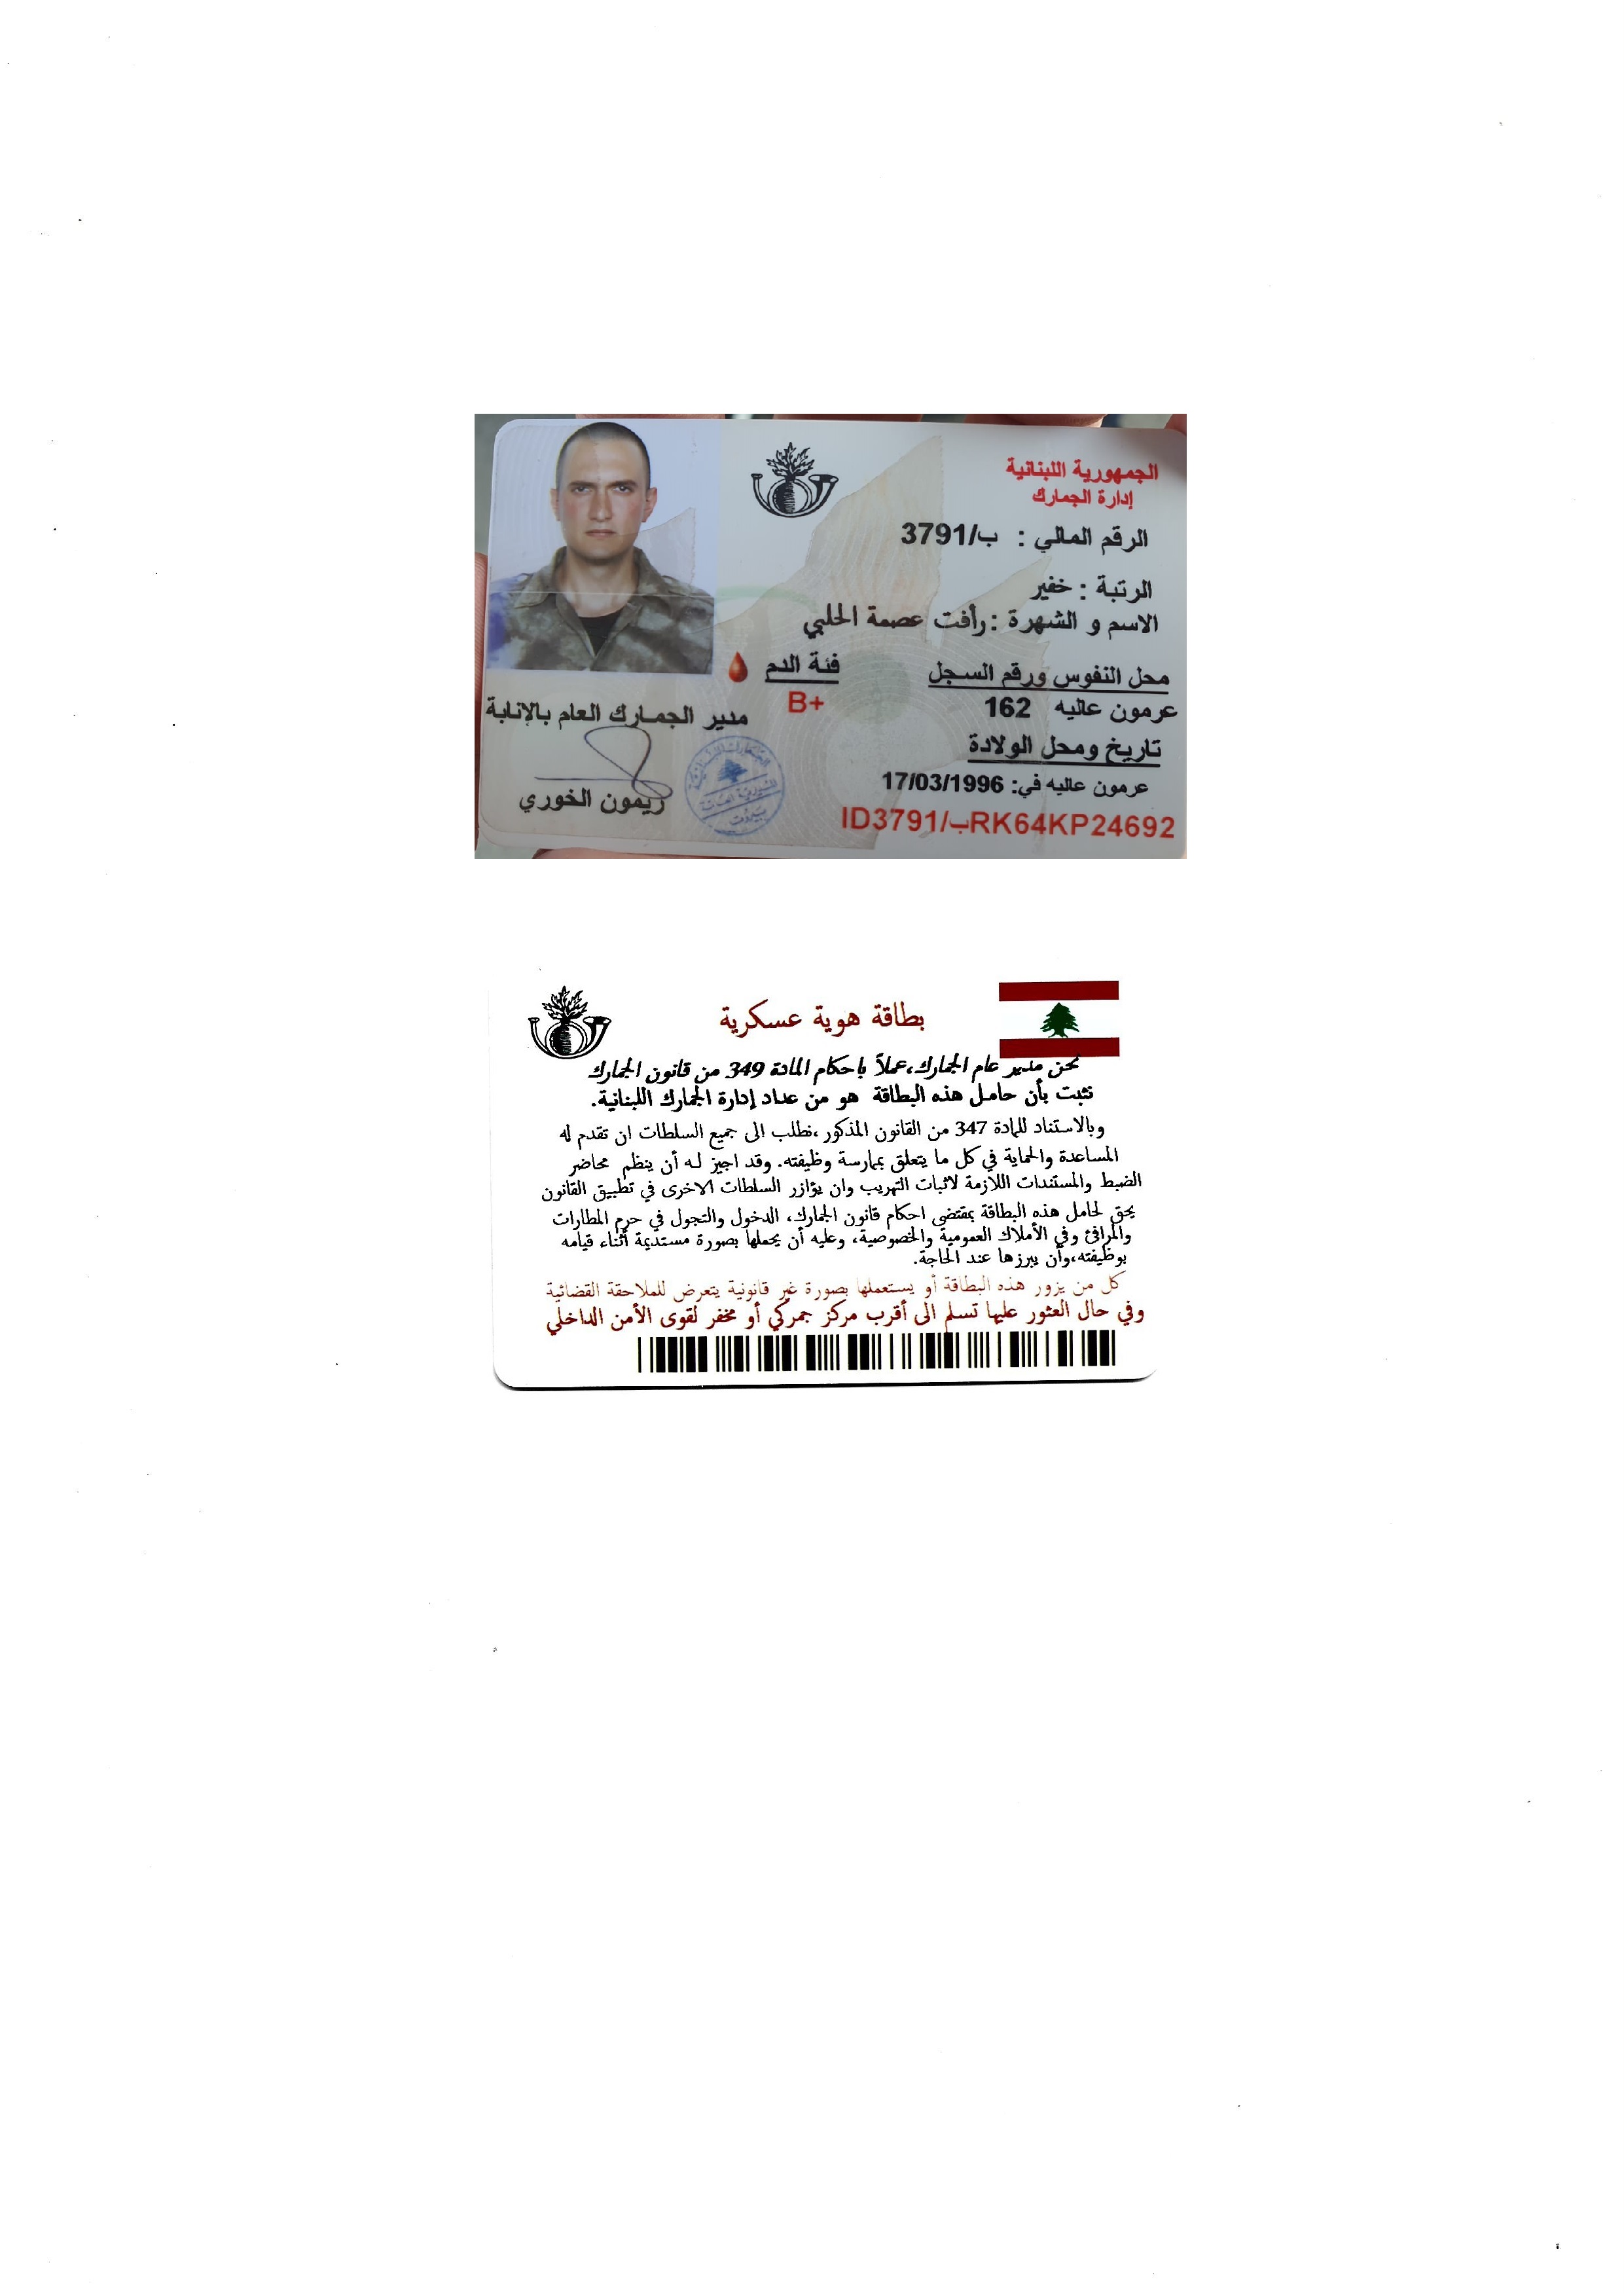 الجمهورية اللبنانية
إدارة الجمارك
الرقم المالي : ب/3791
الرتبة : خفير
الاسم و الشهرة : رأفت عصمة الحلبي
محل النفوس ورقم السجل
عرمون عاليه 162
تاريخ ومحل الولادة
عرمون عاليه في: 17/03/1996
ID3791/بRK64KP24692
فئة الدم
B+
مدير الجمارك العام بالإنابة
ريمون الخوري
بطاقة هوية عسكرية
نحن مدير عام الجمارك،عملاً باحكام المادة 349 من قانون الجمارك
نثبت بأن حامل هذه البطاقة هو من عداد إدارة الجمارك اللبنانية.
وبالاستناد للمادة 347 من القانون المذكور ،نطلب الى جميع السلطات ان تقدم له
المساعدة والحماية في كل ما يتعلق بممارسة وظيفته. وقد اجيز له أن ينظم محاضر
الضبط والمستندات اللازمة لاثبات التهريب وان يؤازر السلطات الاخرى في تطبيق القانون
يحق لحامل هذه البطاقة بمقتضى احكام قانون الجمارك، الدخول والتجول في حرم المطارات
والمرافئ وفي الأملاك العمومية والخصوصية، وعليه أن يحملها بصورة مستديمة أثناء قيامه
بوظيفته،وأن يبرزها عند الحاجة.
كل من يزور هذه البطاقة أو يستعملها بصورة غير قانونية يتعرض للملاحقة القضائية
وفي حال العثور عليها تسلم الى أقرب مركز جمركي أو مخفر لقوى الأمن الداخلي